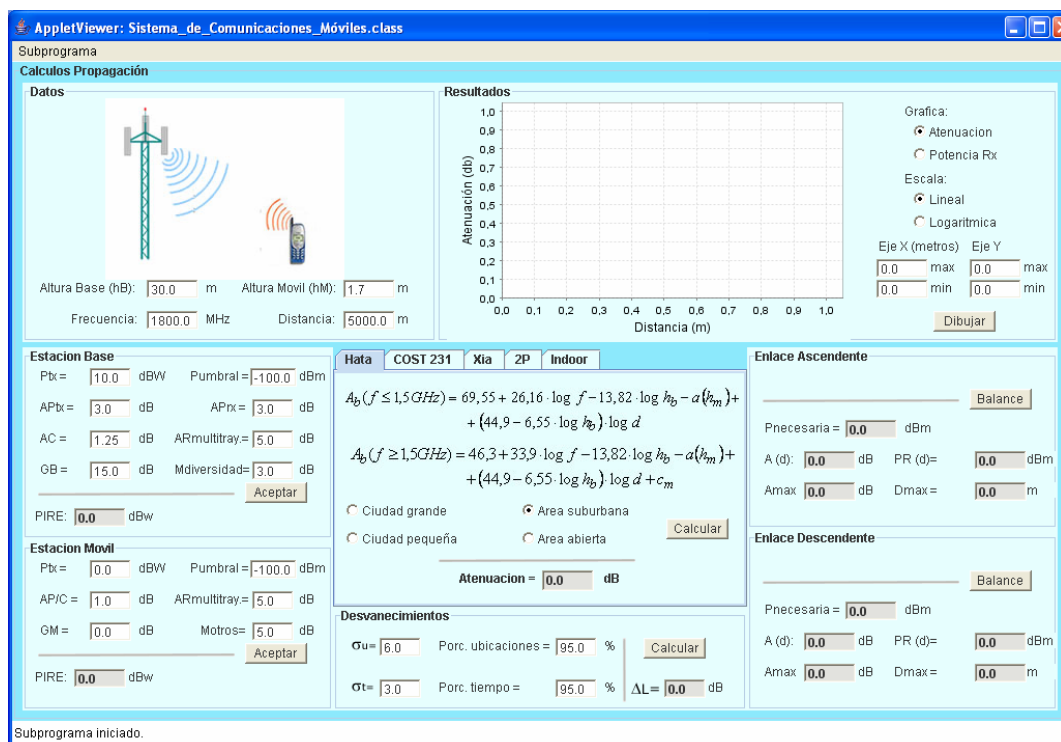 AppletViewer: Sistema_de_Comunicaciones_Móviles.class
Subprograma
Calculos Propagación
Datos
Altura Base (hB): 30.0 m Altura Movil (hM): 1.7 m
Frecuencia: 1800.0 MHz Distancia: 5000.0 m
Resultados
Atenuación (db)
1,0
0,9
0,8
0,7
0,6
0,5
0,4
0,3
0,2
0,1
0,0
0,0 0,1 0,2 0,3 0,4 0,5 0,6 0,7 0,8 0,9 1,0
Distancia (m)
Grafica:
Atenuacion
Potencia Rx
Escala:
Lineal
Logaritmica
Eje X (metros) Eje Y
0.0 max 0.0 max
0.0 min 0.0 min
Dibujar
Estacion Base
Ptx = 10.0 dBW Pumbral = -100.0 dBm
APtx = 3.0 dB APrx = 3.0 dB
AC = 1.25 dB ARmultitray. = 5.0 dB
GB = 15.0 dB Mdiversidad= 3.0 dB
Aceptar
PIRE: 0.0 dBw
Estacion Movil
Ptx = 0.0 dBW Pumbral = -100.0 dBm
AP/C = 1.0 dB ARmultitray.= 5.0 dB
GM = 0.0 dB Motros= 5.0 dB
Aceptar
PIRE: 0.0 dBw
Hata COST 231 Xia 2P Indoor
A_b(f ≤ 1,5GHz) = 69,55 + 26,16·log f − 13,82·log h_b − a(h_m) +
+ (44,9 − 6,55·log h_b)·log d
A_b(f ≥ 1,5GHz) = 46,3 + 33,9·log f − 13,82·log h_b − a(h_m) +
+ (44,9 − 6,55·log h_b)·log d + c_m
Ciudad grande Area suburbana
Ciudad pequeña Area abierta
Calcular
Atenuacion = 0.0 dB
Desvanecimientos
σu= 6.0 Porc. ubicaciones = 95.0 % Calcular
σt= 3.0 Porc. tiempo = 95.0 % ΔL= 0.0 dB
Enlace Ascendente
Balance
Pnecesaria = 0.0 dBm
A (d): 0.0 dB PR (d)= 0.0 dBm
Amax 0.0 dB Dmax = 0.0 m
Enlace Descendente
Balance
Pnecesaria = 0.0 dBm
A (d): 0.0 dB PR (d)= 0.0 dBm
Amax 0.0 dB Dmax = 0.0 m
Subprograma iniciado.